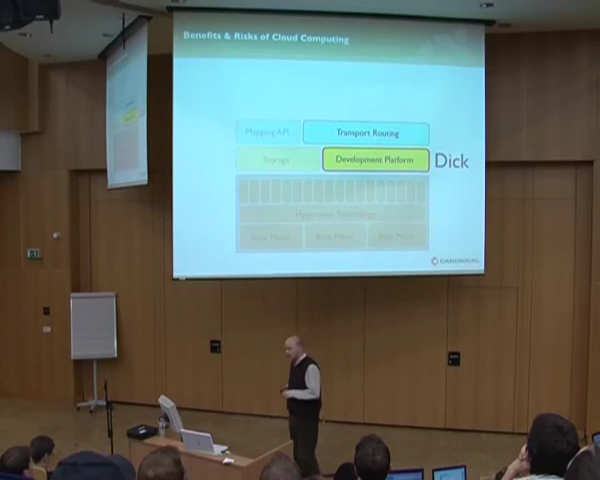 Benefits & Risks of Cloud Computing
Mapping API
Transport Routing
Storage
Development Platform
Dick
Hypervisor Technology
Bare Metal
Bare Metal
Bare Metal
CANONICAL